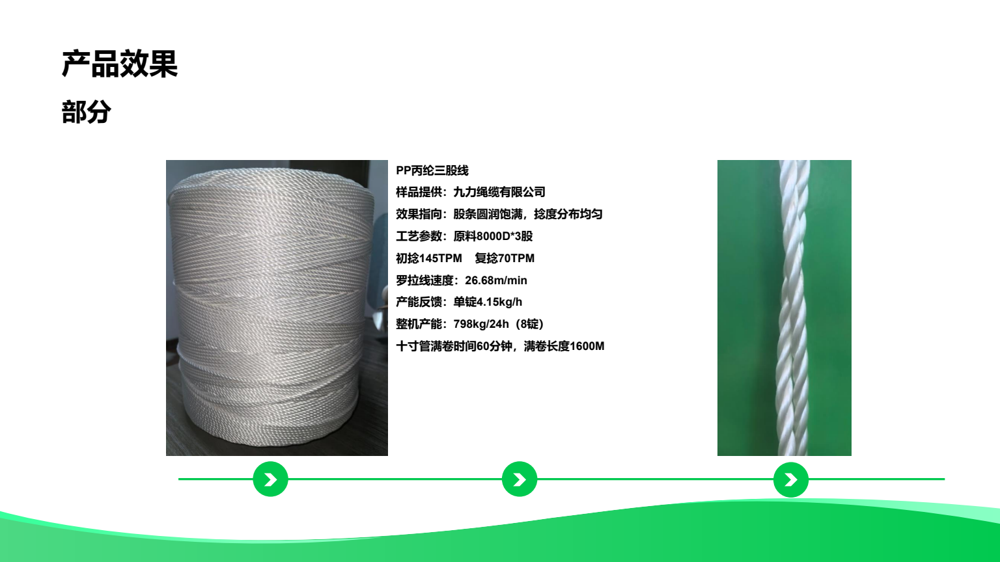 产品效果
部分
PP丙纶三股线
样品提供：九力绳缆有限公司
效果指向：股条圆润饱满，捻度分布均匀
工艺参数：原料8000D*3股
初捻145TPM    复捻70TPM
罗拉线速度：26.68m/min
产能反馈：单锭4.15kg/h
整机产能：798kg/24h（8锭）
十寸管满卷时间60分钟，满卷长度1600M